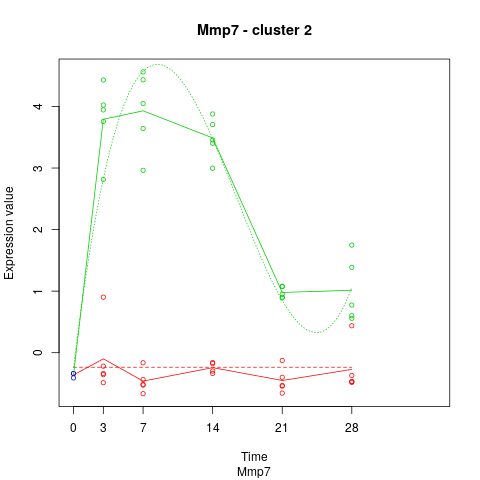 Mmp7 - cluster 2
Expression value
4
3
2
1
0
0 3 7 14 21 28
Time
Mmp7